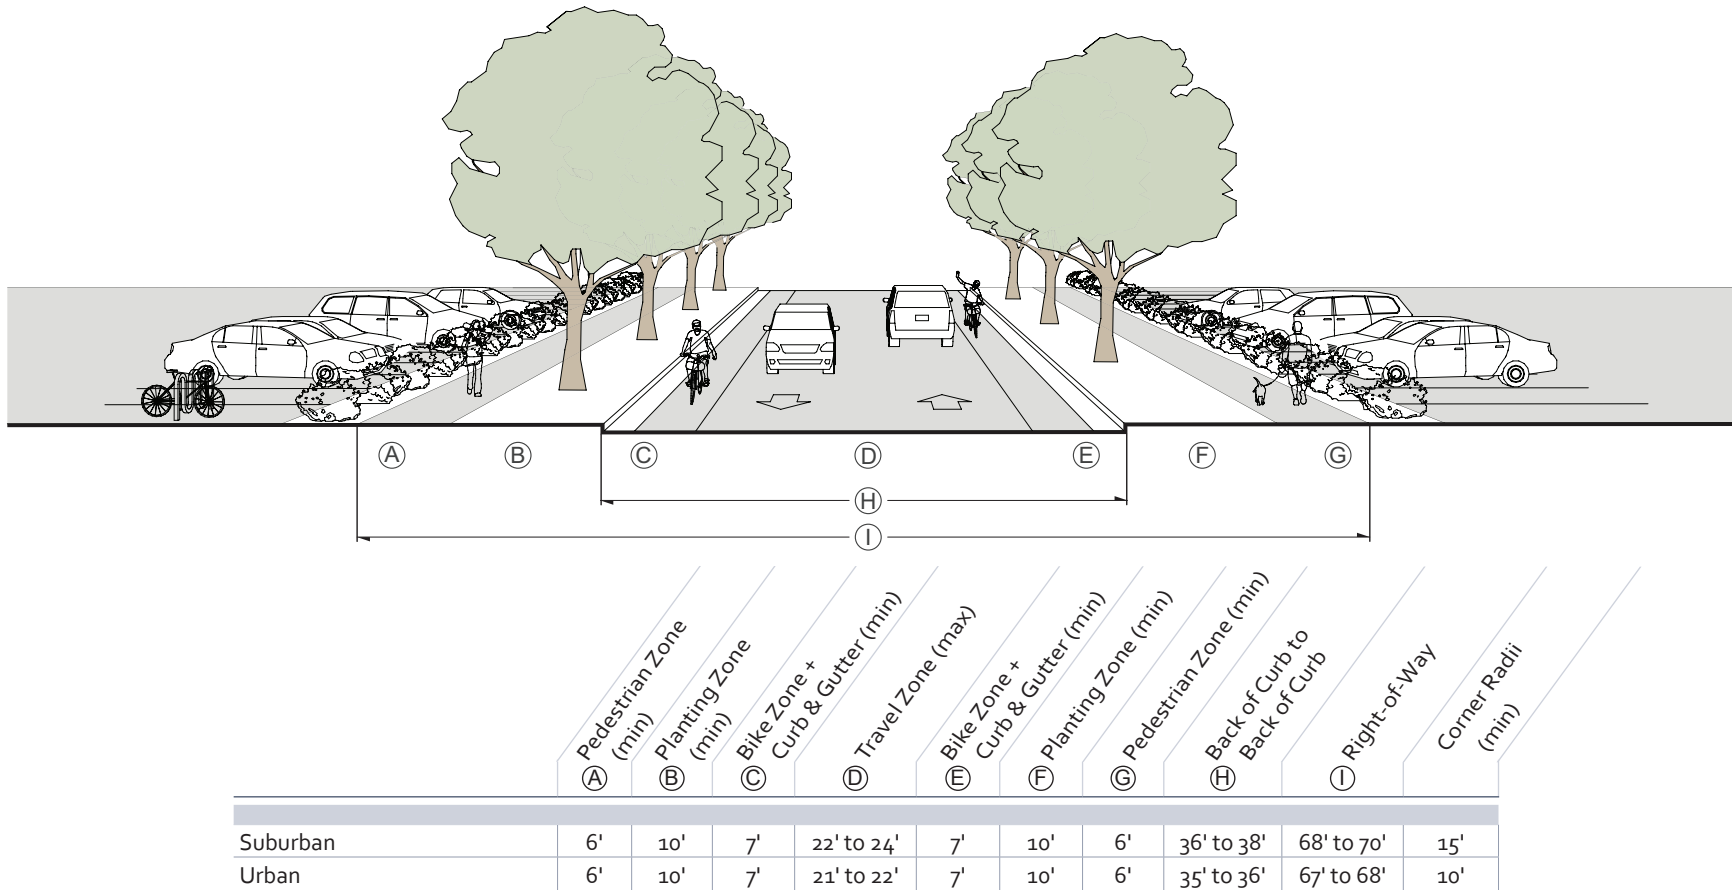 A B C D E F G
H
I
Pedestrian Zone
(min)
Planting Zone
(min)
Bike Zone +
Curb & Gutter (min)
Travel Zone (max)
Bike Zone +
Curb & Gutter (min)
Planting Zone (min)
Pedestrian Zone (min)
Back of Curb to
Back of Curb
Right-of-Way
Corner Radii
(min)
A B C D E F G H I
Suburban 6' 10' 7' 22' to 24' 7' 10' 6' 36' to 38' 68' to 70' 15'
Urban 6' 10' 7' 21' to 22' 7' 10' 6' 35' to 36' 67' to 68' 10'